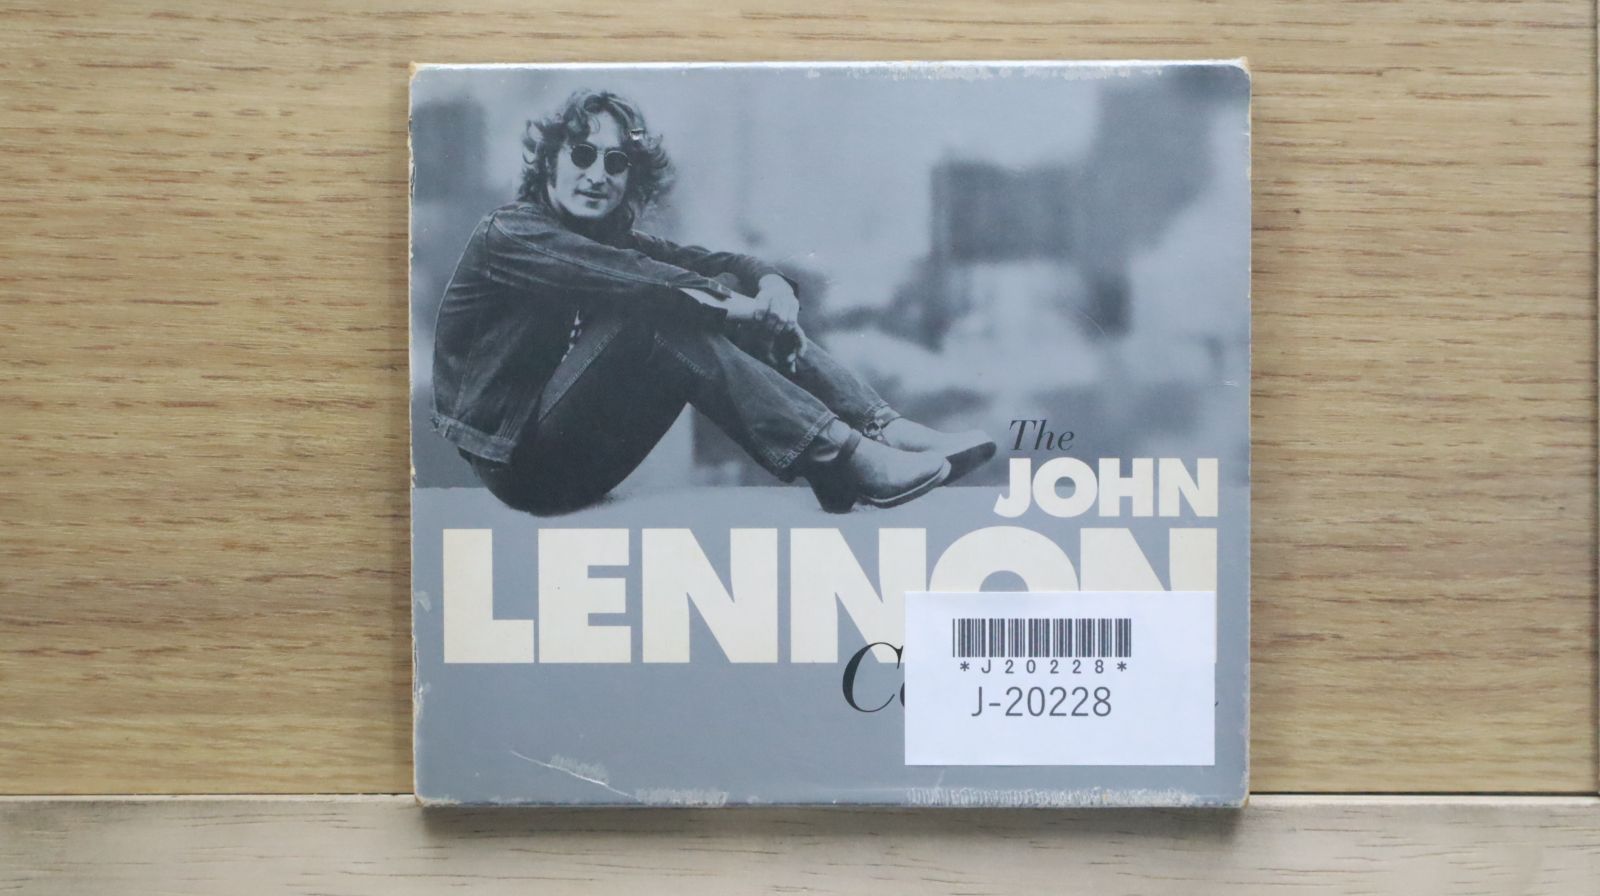 The
JOHN
LENNON
*J20228*
J-20228